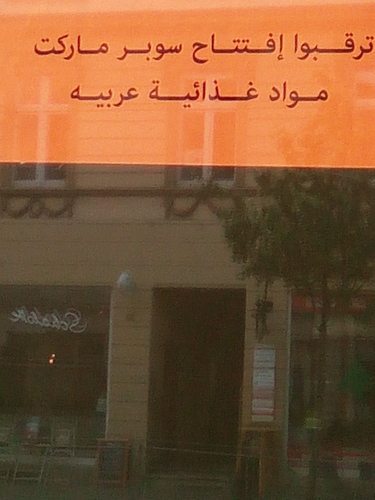 ترقبوا إفتتاح سوبر ماركت
مواد غذائية عربيه